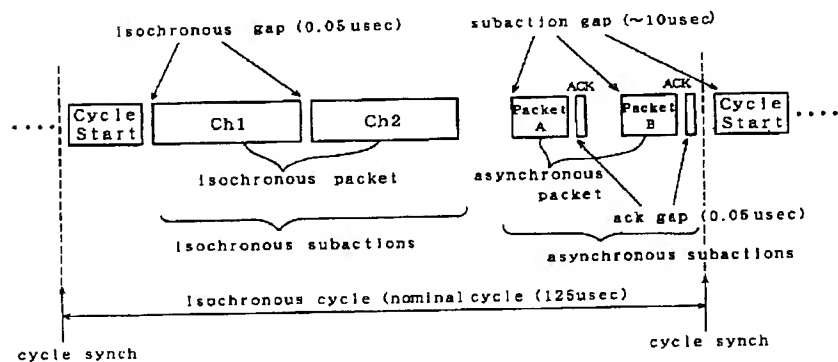 Isochronous gap (0.05usec)
subaction gap (~10usec)
ACK
ACK
Cycle
Start
Ch1
Ch2
Packet
A
Packet
B
Cycle
Start
isochronous packet
asynchronous
packet
ack gap (0.05usec)
Isochronous subactions
asynchronous subactions
Isochronous cycle (nominal cycle (125usec)
cycle synch
cycle synch